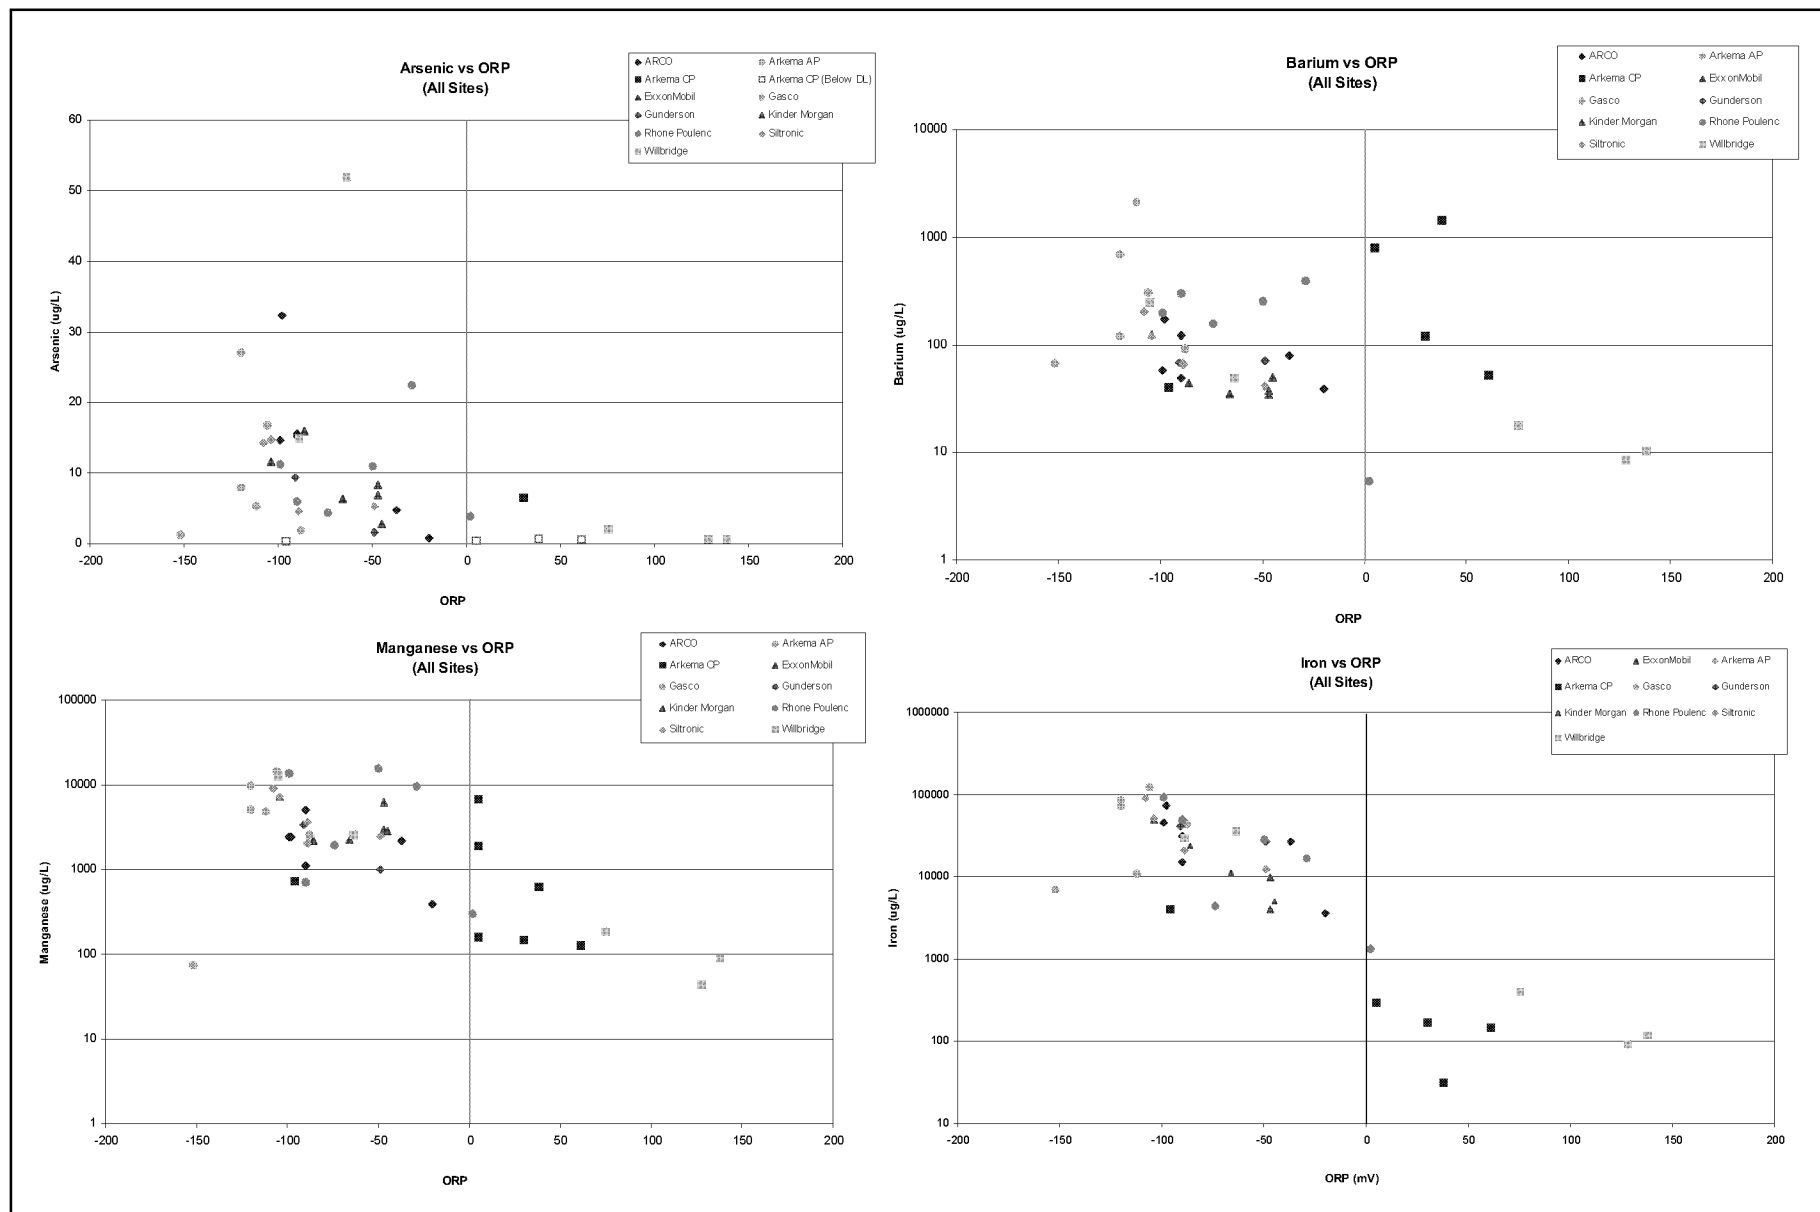 Arsenic vs ORP
(All Sites)
ARCO
Arkema AP
Arkema CP
Arkema CP (Below DL)
ExxonMobil
Gasco
Gunderson
Kinder Morgan
Rhone Poulenc
Siltronic
Willbridge
60
50
40
30
20
10
0
Arsenic (ug/L)
-200 -150 -100 -50 0 50 100 150 200
ORP
Barium vs ORP
(All Sites)
ARCO
Arkema AP
Arkema CP
ExxonMobil
Gasco
Gunderson
Kinder Morgan
Rhone Poulenc
Siltronic
Willbridge
10000
1000
100
10
1
Barium (ug/L)
-200 -150 -100 -50 0 50 100 150 200
ORP
Manganese vs ORP
(All Sites)
ARCO
Arkema AP
Arkema CP
ExxonMobil
Gasco
Gunderson
Kinder Morgan
Rhone Poulenc
Siltronic
Willbridge
100000
10000
1000
100
10
1
Manganese (ug/L)
-200 -150 -100 -50 0 50 100 150 200
ORP
Iron vs ORP
(All Sites)
ARCO
ExxonMobil
Arkema AP
Arkema CP
Gasco
Gunderson
Kinder Morgan
Rhone Poulenc
Siltronic
Willbridge
1000000
100000
10000
1000
100
10
Iron (ug/L)
-200 -150 -100 -50 0 50 100 150 200
ORP (mV)